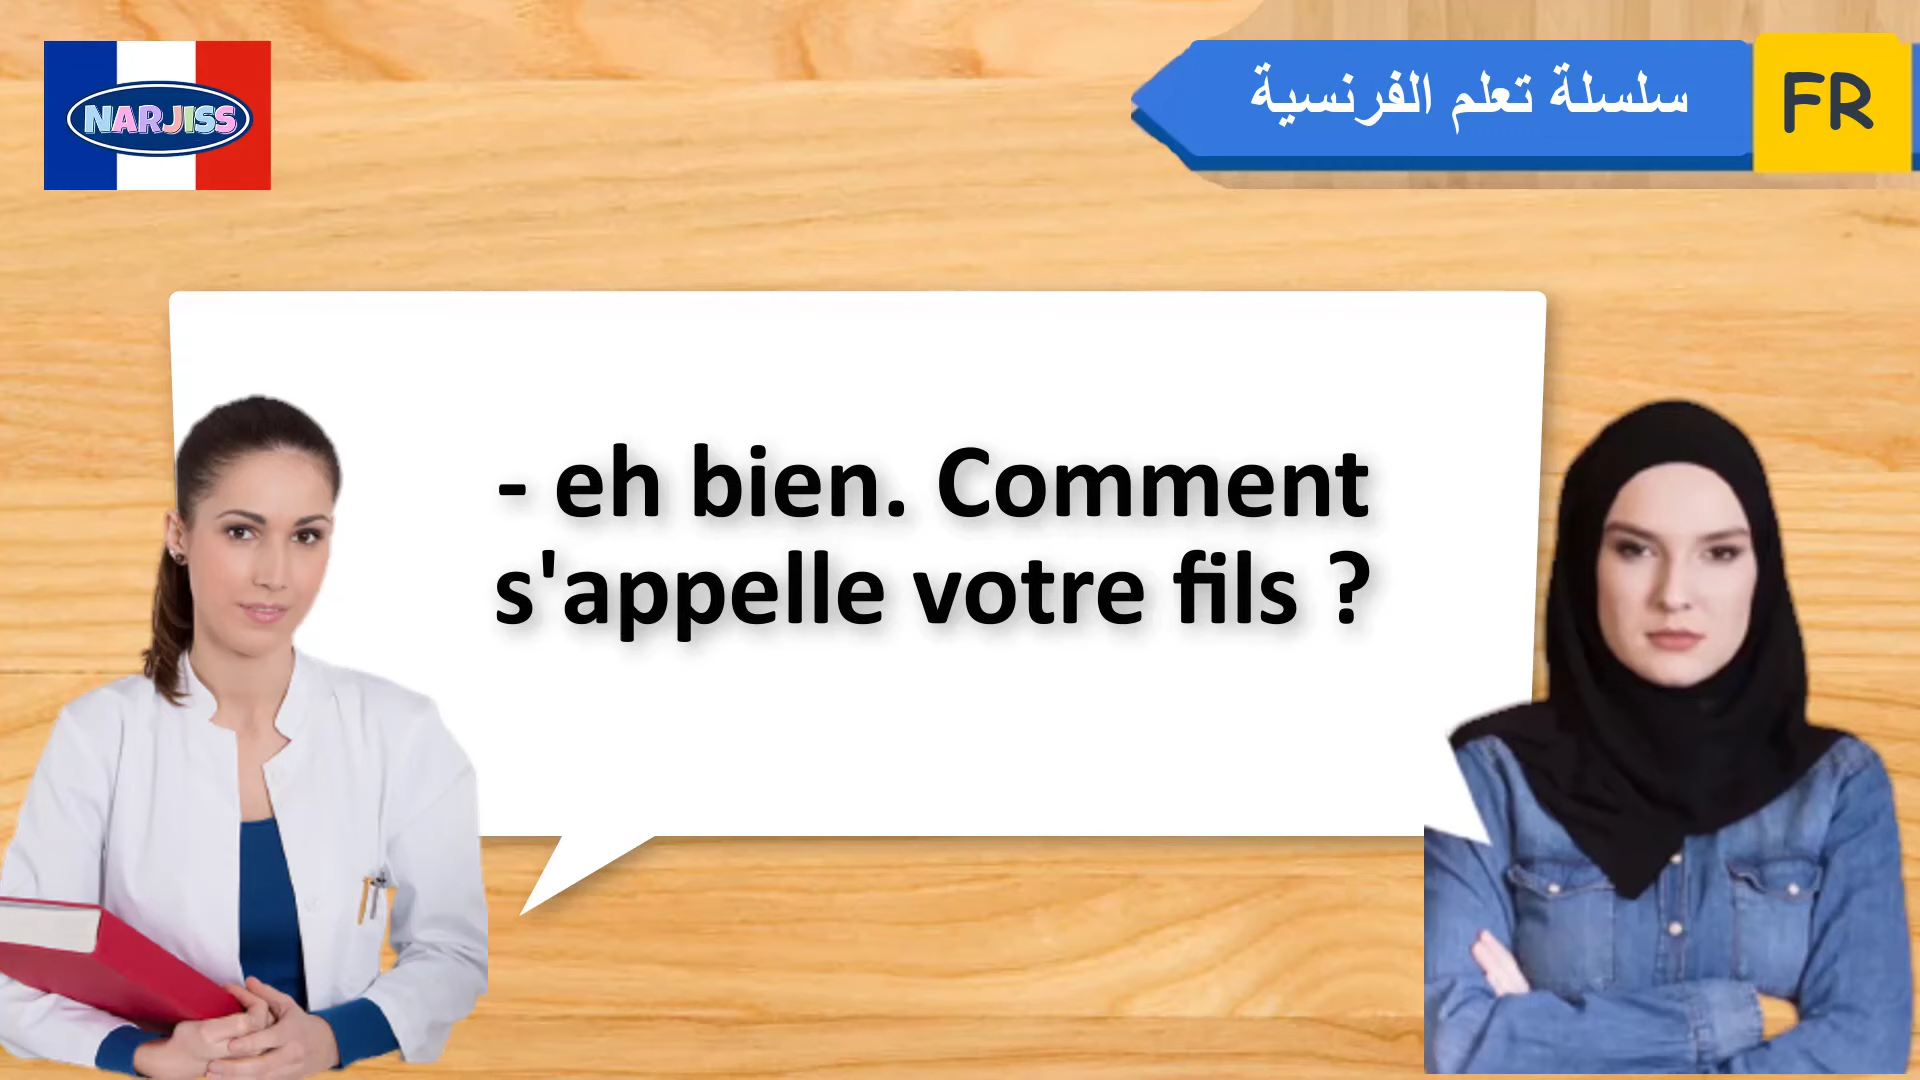 NARJISS
سلسلة تعلم الفرنسية
FR
- eh bien. Comment
s'appelle votre fils ?